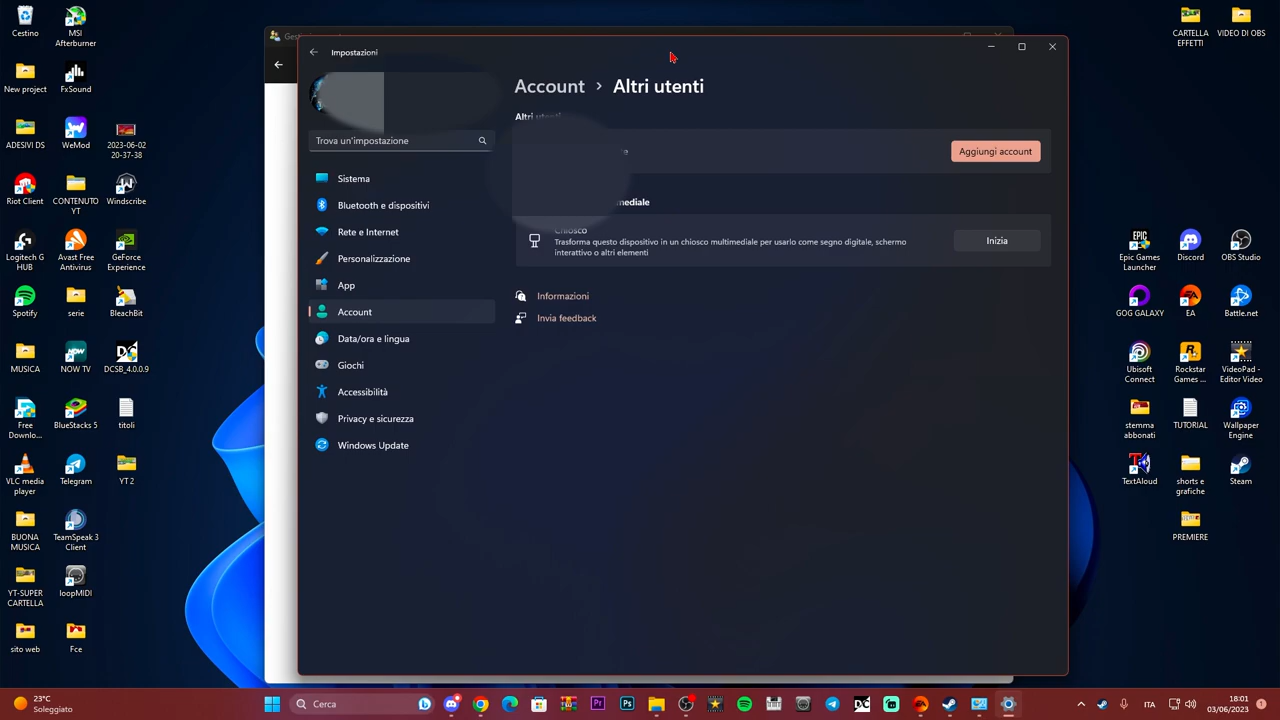 Cestino
MSI
Afterburner
New project
FxSound
ADESIVI DS
WeMod
2023-06-02
20-37-38
Riot Client
CONTENUTO
YT
Windscribe
Logitech G
HUB
Avast Free
Antivirus
GeForce
Experience
Spotify
serie
BleachBit
MUSICA
NOW TV
DCSB_4.0.0.9
Free
Downlo...
BlueStacks 5
titoli
VLC media
player
Telegram
YT 2
BUONA
MUSICA
TeamSpeak 3
Client
YT-SUPER
CARTELLA
loopMIDI
sito web
Fce
Impostazioni
Trova un'impostazione
Sistema
Bluetooth e dispositivi
Rete e Internet
Personalizzazione
App
Account
Data/ora e lingua
Giochi
Accessibilità
Privacy e sicurezza
Windows Update
Account > Altri utenti
Altri utenti
Aggiungi account
mediale
Chiosco
Trasforma questo dispositivo in un chiosco multimediale per usarlo come segno digitale, schermo
interattivo o altri elementi
Inizia
Informazioni
Invia feedback
CARTELLA
EFFETTI
VIDEO DI OBS
Epic Games
Launcher
Discord
OBS Studio
GOG GALAXY
EA
Battle.net
Ubisoft
Connect
Rockstar
Games ...
VideoPad -
Editor Video
stemma
abbonati
TUTORIAL
Wallpaper
Engine
TextAloud
shorts e
grafiche
Steam
PREMIERE
23°C
Soleggiato
Cerca
ITA
18:01
03/06/2023